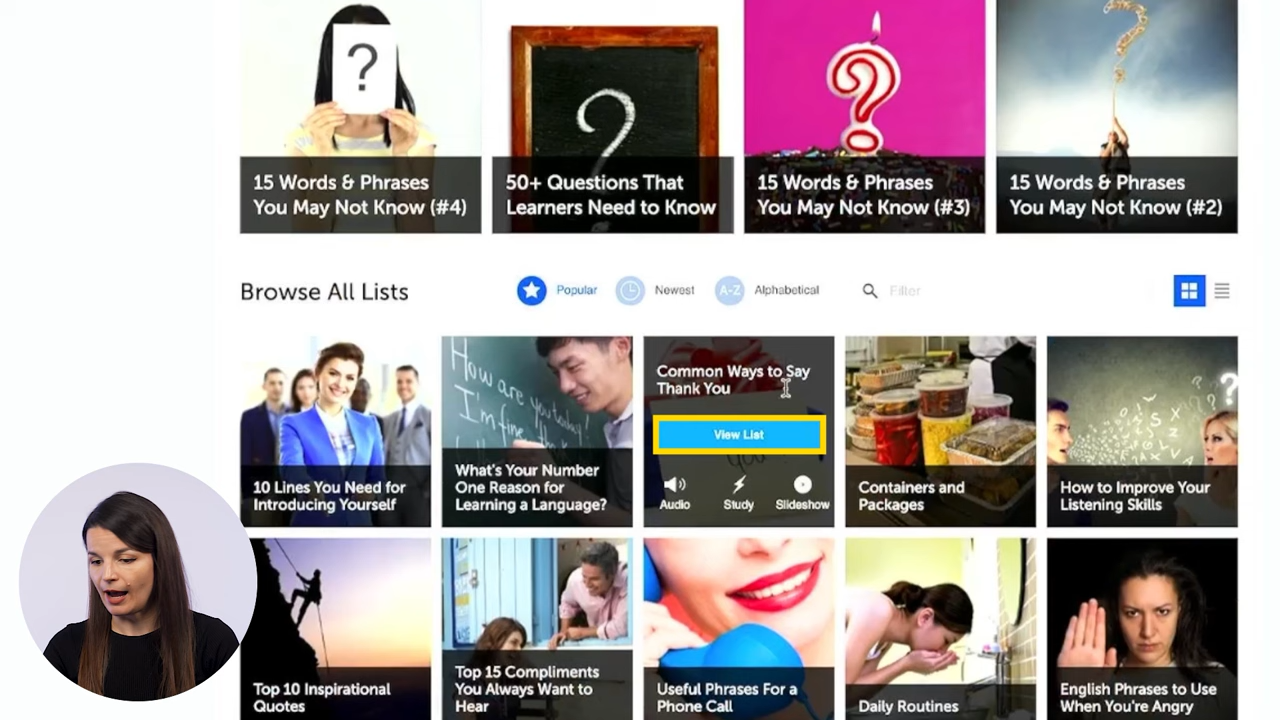 ?
?
?
?
15 Words & Phrases
You May Not Know (#4)
50+ Questions That
Learners Need to Know
15 Words & Phrases
You May Not Know (#3)
15 Words & Phrases
You May Not Know (#2)
Browse All Lists
Popular
Newest
A-Z
Alphabetical
Filter
10 Lines You Need for
Introducing Yourself
How are you today?
I'm fine
What's Your Number
One Reason for
Learning a Language?
Common Ways to Say
Thank You
View List
you
Audio
Study
Slideshow
Containers and
Packages
?
How to Improve Your
Listening Skills
Top 10 Inspirational
Quotes
Top 15 Compliments
You Always Want to
Hear
Useful Phrases For a
Phone Call
Daily Routines
English Phrases to Use
When You're Angry